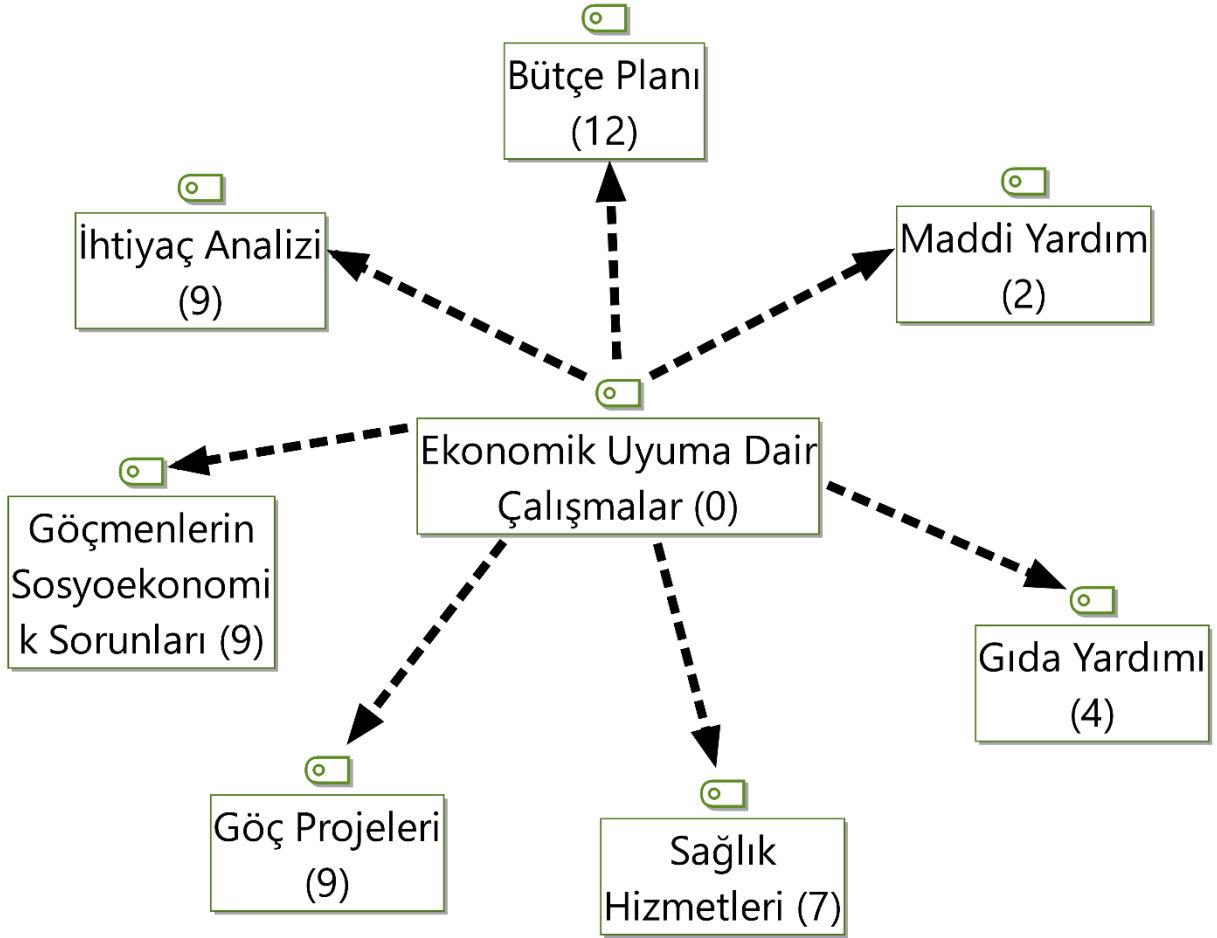 Bütçe Planı
(12)
İhtiyaç Analizi
(9)
Maddi Yardım
(2)
Ekonomik Uyuma Dair
Çalışmalar (0)
Göçmenlerin
Sosyoekonomi
k Sorunları (9)
Gıda Yardımı
(4)
Göç Projeleri
(9)
Sağlık
Hizmetleri (7)